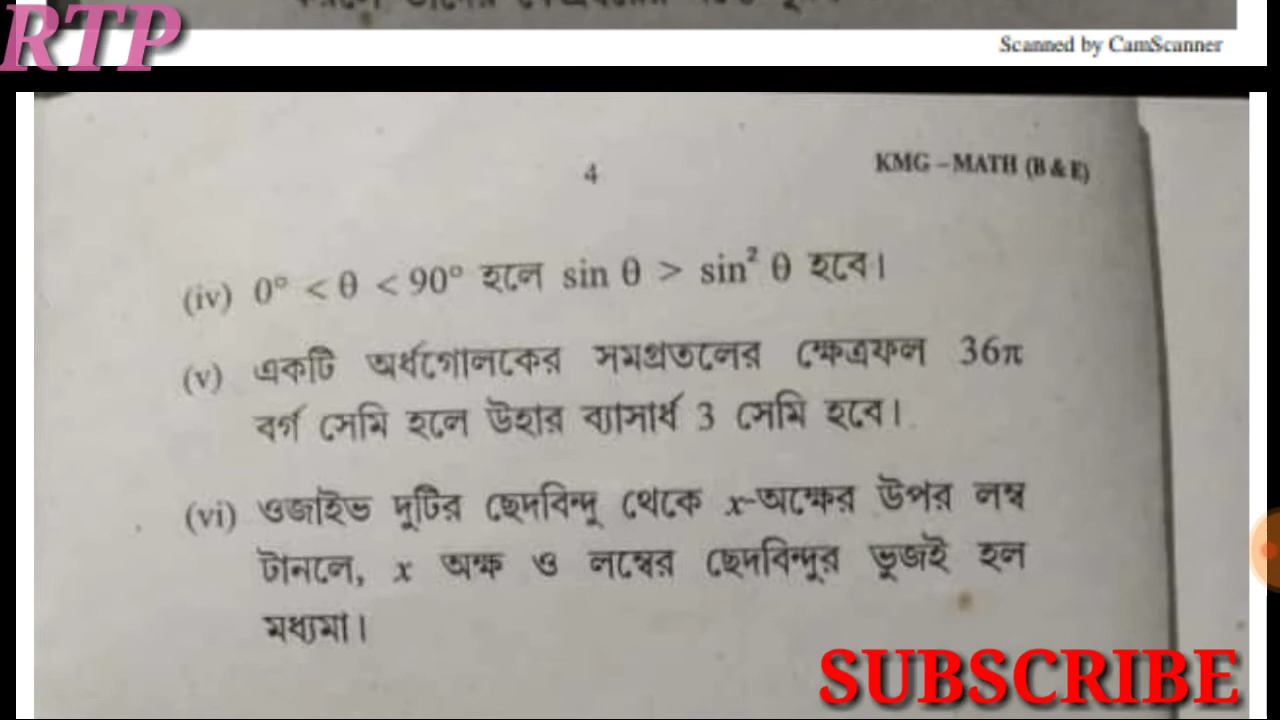 RTP
Scanned by CamScanner
4
KMG – MATH (B & E)
(iv) 0° < θ < 90° হলে sin θ > sin² θ হবে।
(v) একটি অর্ধগোলকের সমগ্রতলের ক্ষেত্রফল 36π
বর্গ সেমি হলে উহার ব্যাসার্ধ 3 সেমি হবে।
(vi) ওজাইভ দুটির ছেদবিন্দু থেকে x-অক্ষের উপর লম্ব
টানলে, x অক্ষ ও লম্বের ছেদবিন্দুর ভুজই হল
মধ্যমা।
SUBSCRIBE